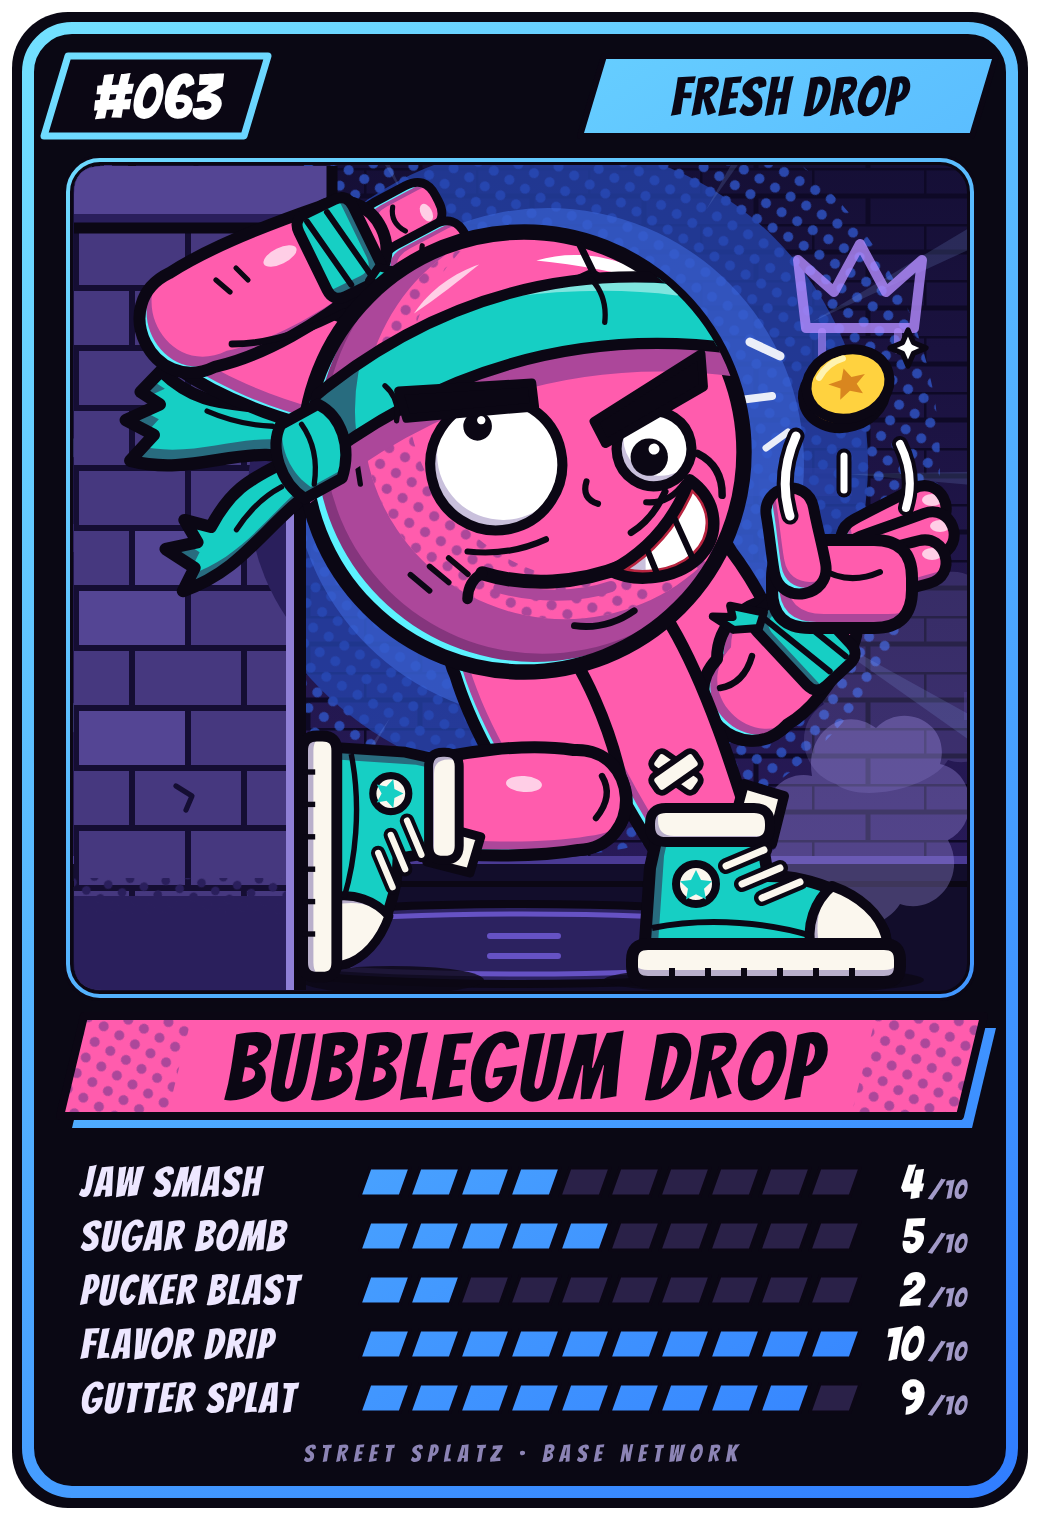 #063
FRESH DROP
BUBBLEGUM DROP
JAW SMASH 4/10
SUGAR BOMB 5/10
PUCKER BLAST 2/10
FLAVOR DRIP 10/10
GUTTER SPLAT 9/10
STREET SPLATZ · BASE NETWORK